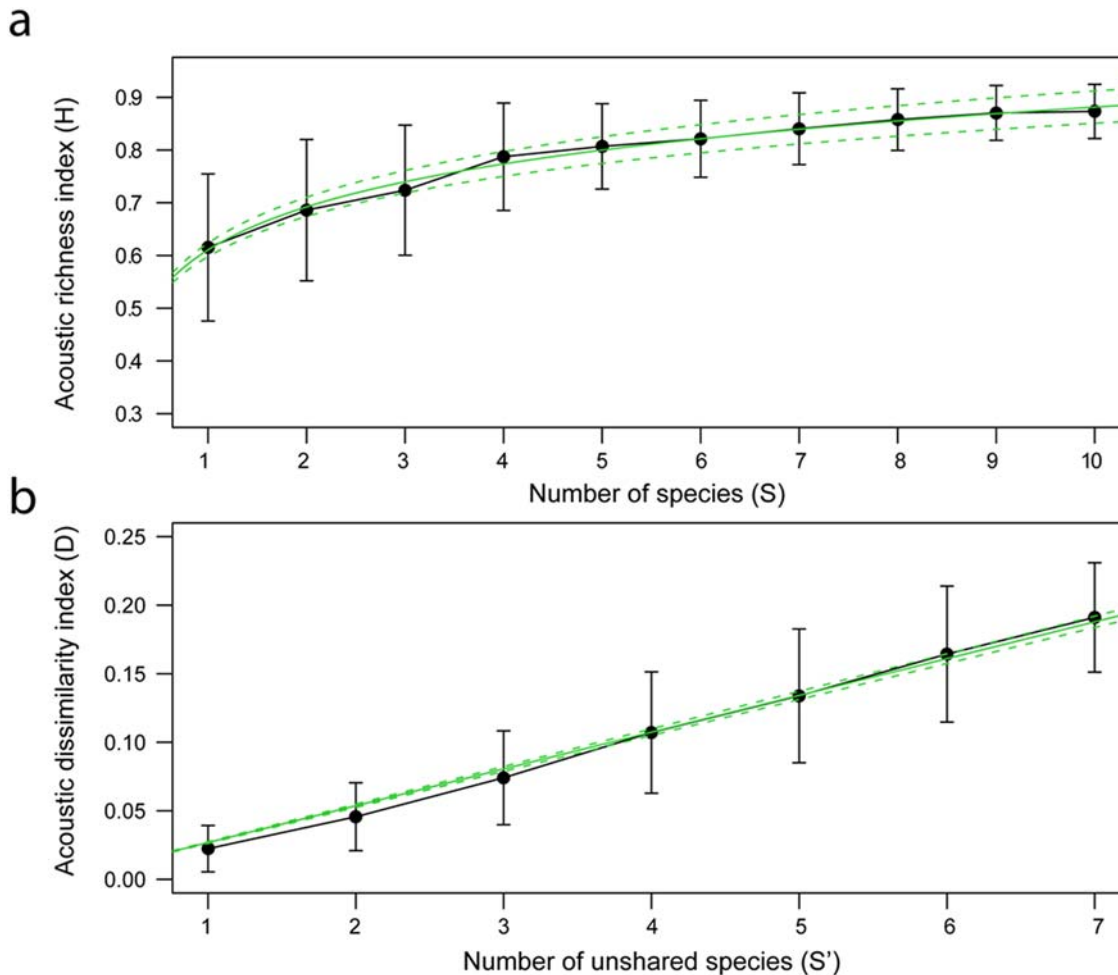 a
Acoustic richness index (H)
0.9
0.8
0.7
0.6
0.5
0.4
0.3
1 2 3 4 5 6 7 8 9 10
Number of species (S)
b
Acoustic dissimilarity index (D)
0.25
0.20
0.15
0.10
0.05
0.00
1 2 3 4 5 6 7
Number of unshared species (S’)